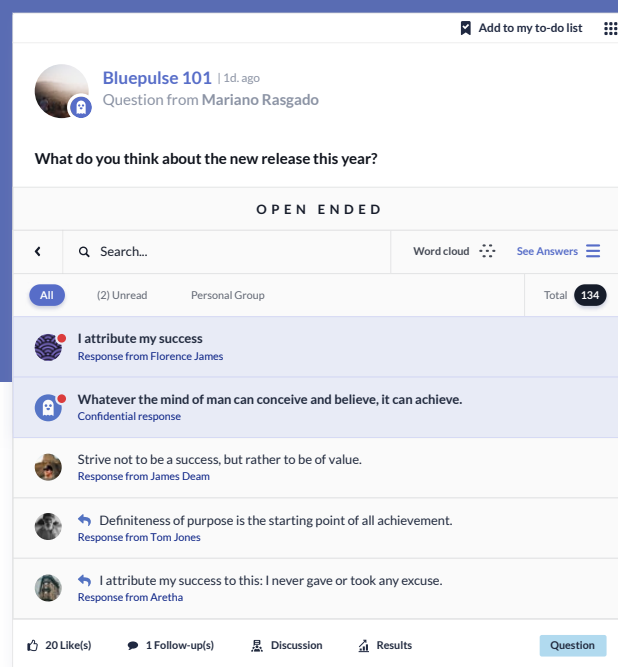 Add to my to-do list
Bluepulse 101 | 1d. ago
Question from Mariano Rasgado
What do you think about the new release this year?
OPEN ENDED
Search... Word cloud See Answers
All (2) Unread Personal Group Total 134
I attribute my success
Response from Florence James
Whatever the mind of man can conceive and believe, it can achieve.
Confidential response
Strive not to be a success, but rather to be of value.
Response from James Deam
Definiteness of purpose is the starting point of all achievement.
Response from Tom Jones
I attribute my success to this: I never gave or took any excuse.
Response from Aretha
20 Like(s) 1 Follow-up(s) Discussion Results Question